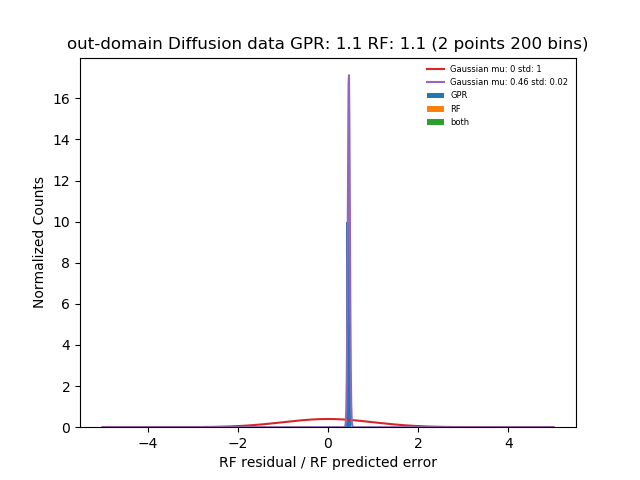 out-domain Diffusion data GPR: 1.1 RF: 1.1 (2 points 200 bins)
Gaussian mu: 0 std: 1
Gaussian mu: 0.46 std: 0.02
GPR
RF
both
16
14
12
10
8
6
4
2
0
Normalized Counts
−4
−2
0
2
4
RF residual / RF predicted error